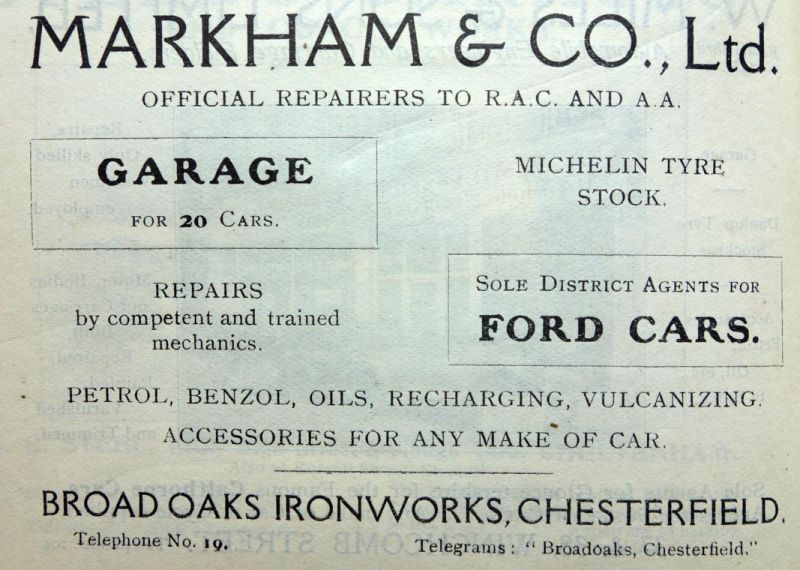 MARKHAM & CO., Ltd.
OFFICIAL REPAIRERS TO R.A.C. AND A.A.
GARAGE
FOR 20 CARS.
MICHELIN TYRE
STOCK.
REPAIRS
by competent and trained
mechanics.
SOLE DISTRICT AGENTS FOR
FORD CARS.
PETROL, BENZOL, OILS, RECHARGING, VULCANIZING.
ACCESSORIES FOR ANY MAKE OF CAR.
BROAD OAKS IRONWORKS, CHESTERFIELD.
Telephone No. 19.
Telegrams: "Broadoaks, Chesterfield."